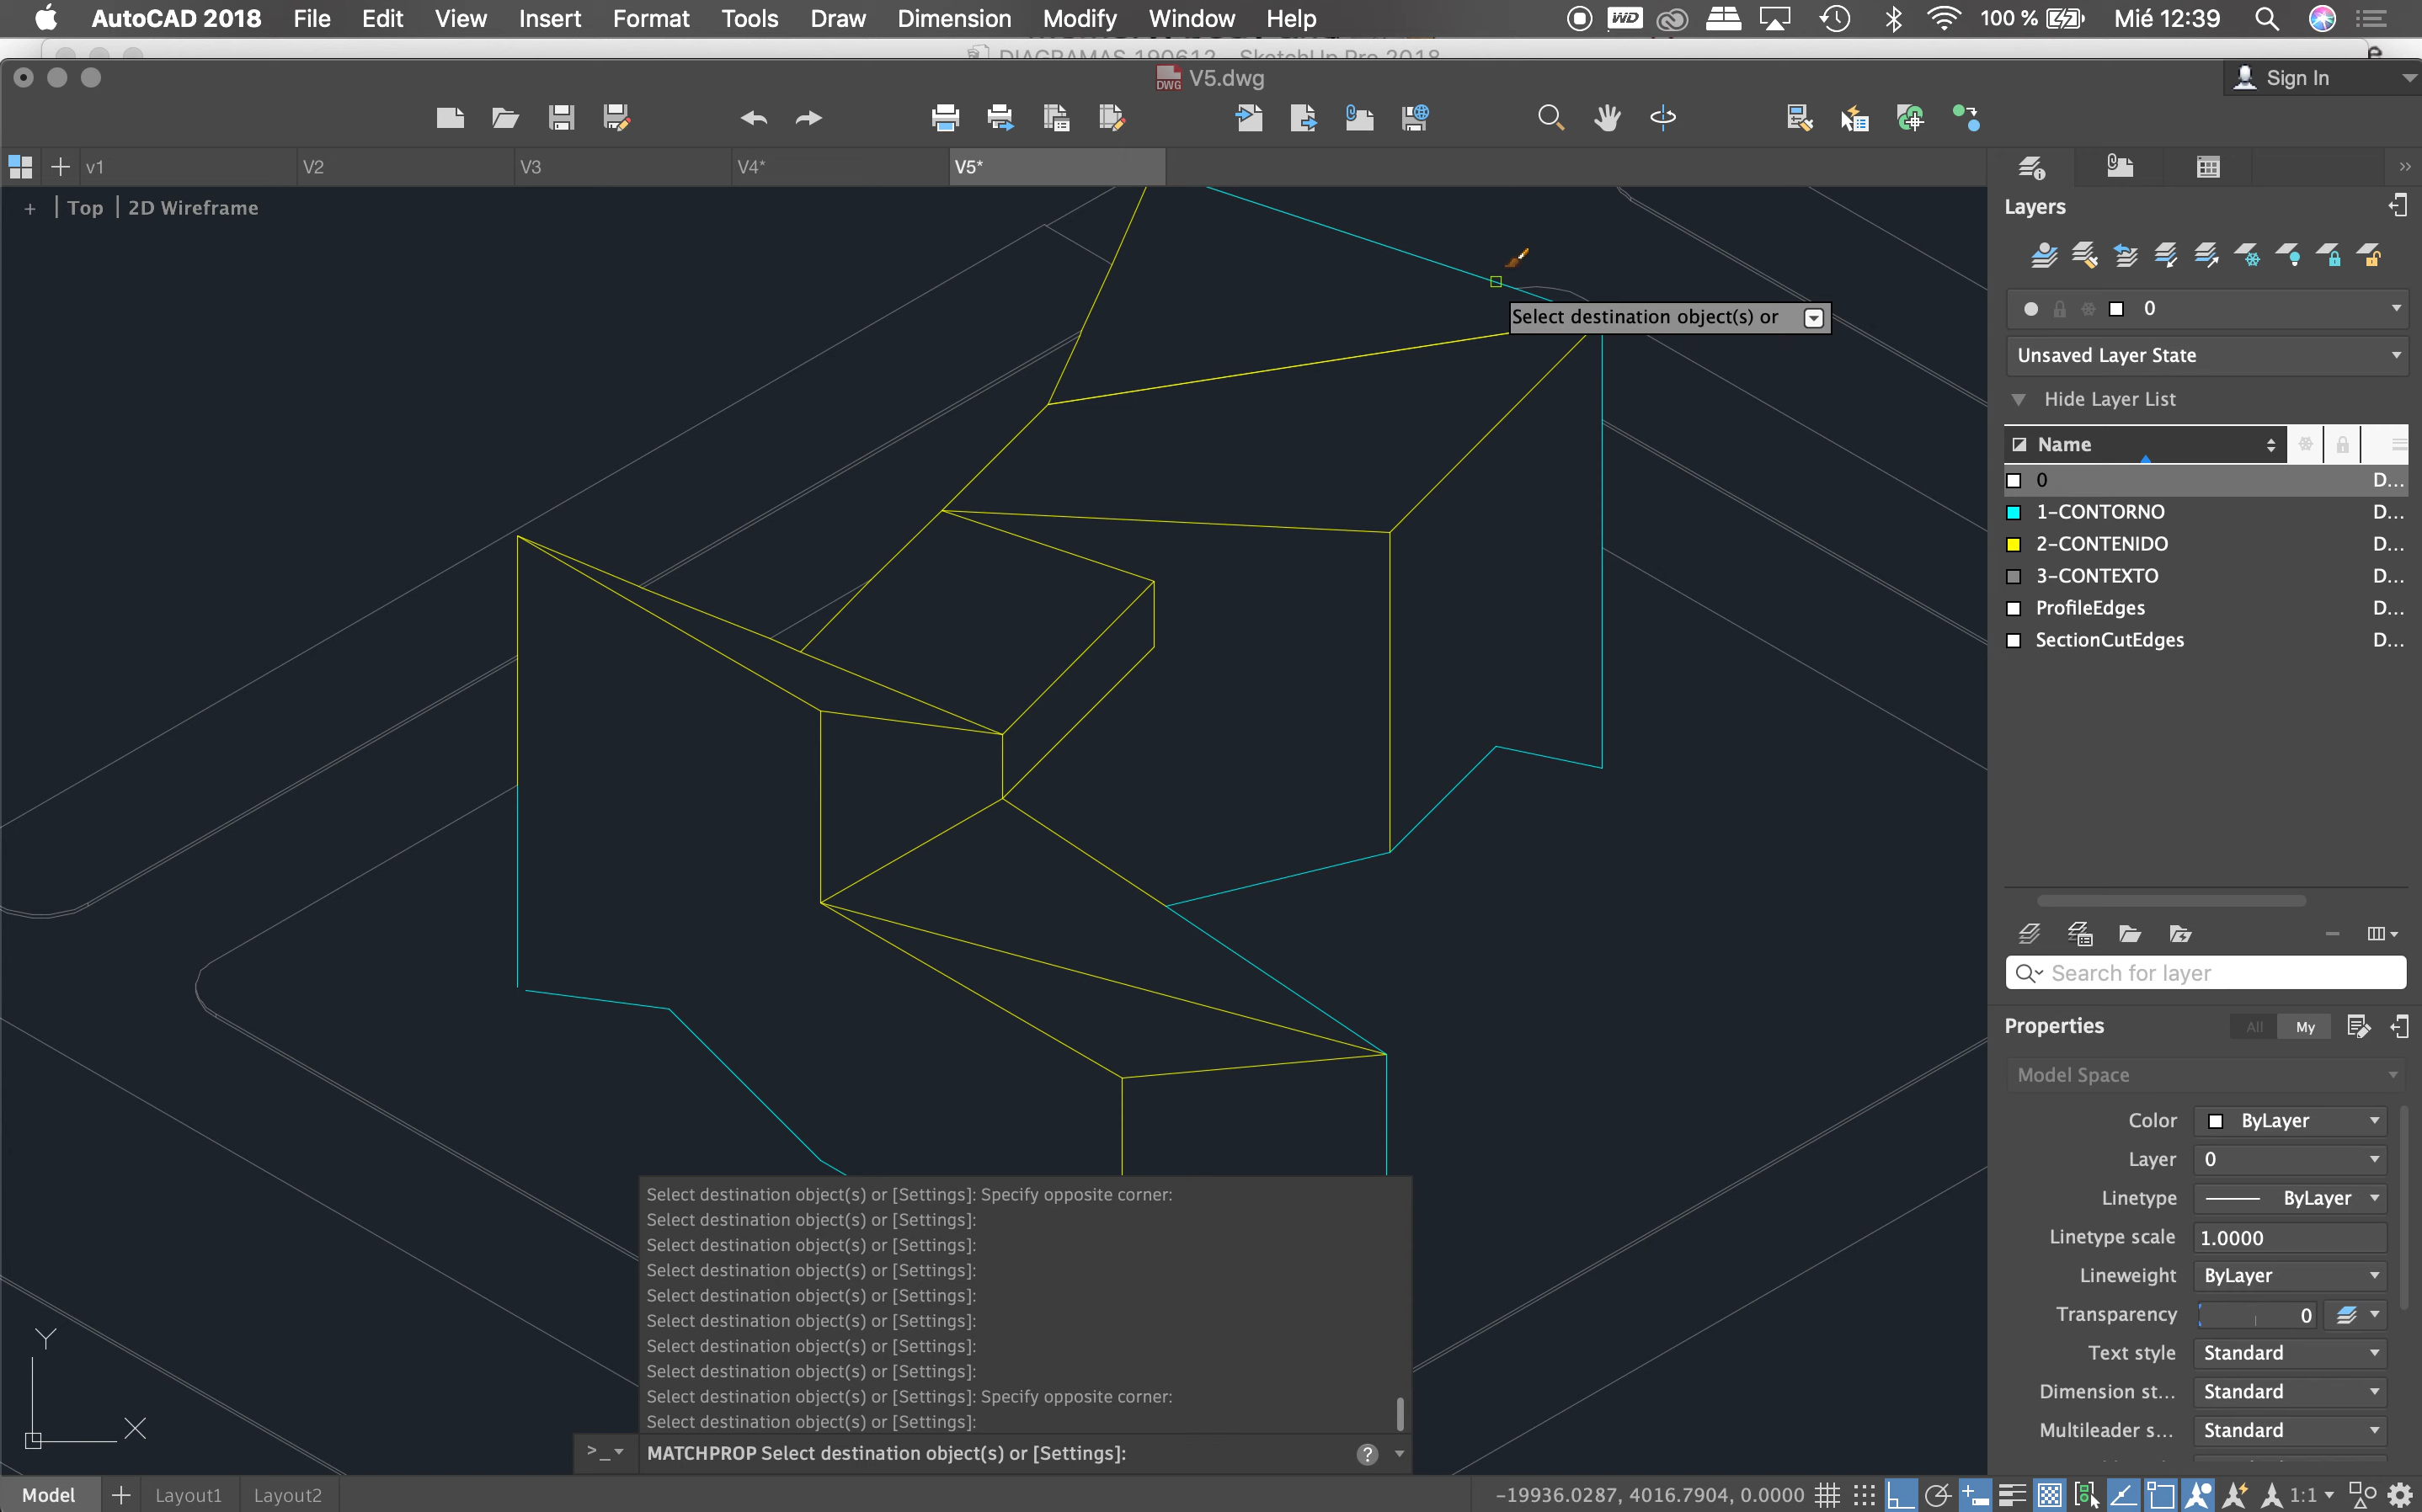 AutoCAD 2018 File Edit View Insert Format Tools Draw Dimension Modify Window Help WD 100 % Mié 12:39
DIAGRAMAS 190612 - SketchUp Pro 2018
DWG V5.dwg
Sign In
v1 V2 V3 V4* V5*
+ | Top | 2D Wireframe
Layers
Select destination object(s) or
0
Unsaved Layer State
Hide Layer List
Name
0 D...
1-CONTORNO D...
2-CONTENIDO D...
3-CONTEXTO D...
ProfileEdges D...
SectionCutEdges D...
Search for layer
Properties All My
Model Space
Color ByLayer
Layer 0
Linetype ByLayer
Linetype scale 1.0000
Lineweight ByLayer
Transparency 0
Text style Standard
Dimension st... Standard
Multileader s... Standard
Select destination object(s) or [Settings]: Specify opposite corner:
Select destination object(s) or [Settings]:
Select destination object(s) or [Settings]:
Select destination object(s) or [Settings]:
Select destination object(s) or [Settings]:
Select destination object(s) or [Settings]:
Select destination object(s) or [Settings]:
Select destination object(s) or [Settings]:
Select destination object(s) or [Settings]: Specify opposite corner:
Select destination object(s) or [Settings]:
>_ MATCHPROP Select destination object(s) or [Settings]: ?
Y
X
Model + Layout1 Layout2 -19936.0287, 4016.7904, 0.0000 1:1